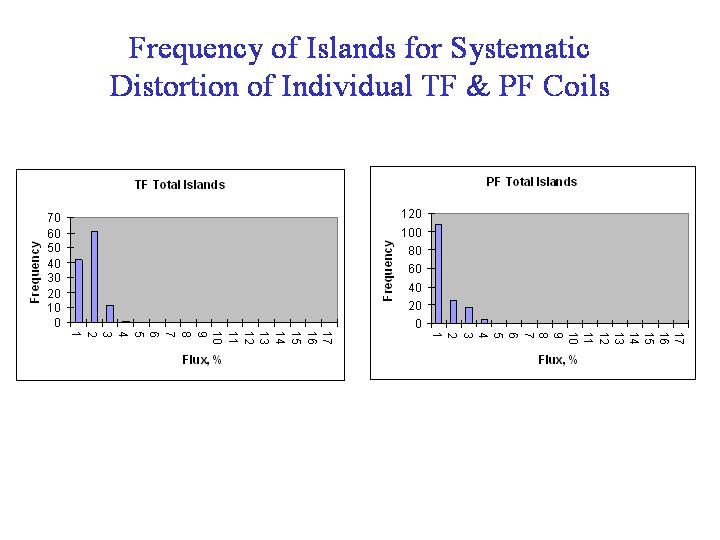 Frequency of Islands for Systematic
Distortion of Individual TF & PF Coils
TF Total Islands
70
60
50
40
30
20
10
0
Frequency
1 2 3 4 5 6 7 8 9 10 11 12 13 14 15 16 17
Flux, %
PF Total Islands
120
100
80
60
40
20
0
Frequency
1 2 3 4 5 6 7 8 9 10 11 12 13 14 15 16 17
Flux, %